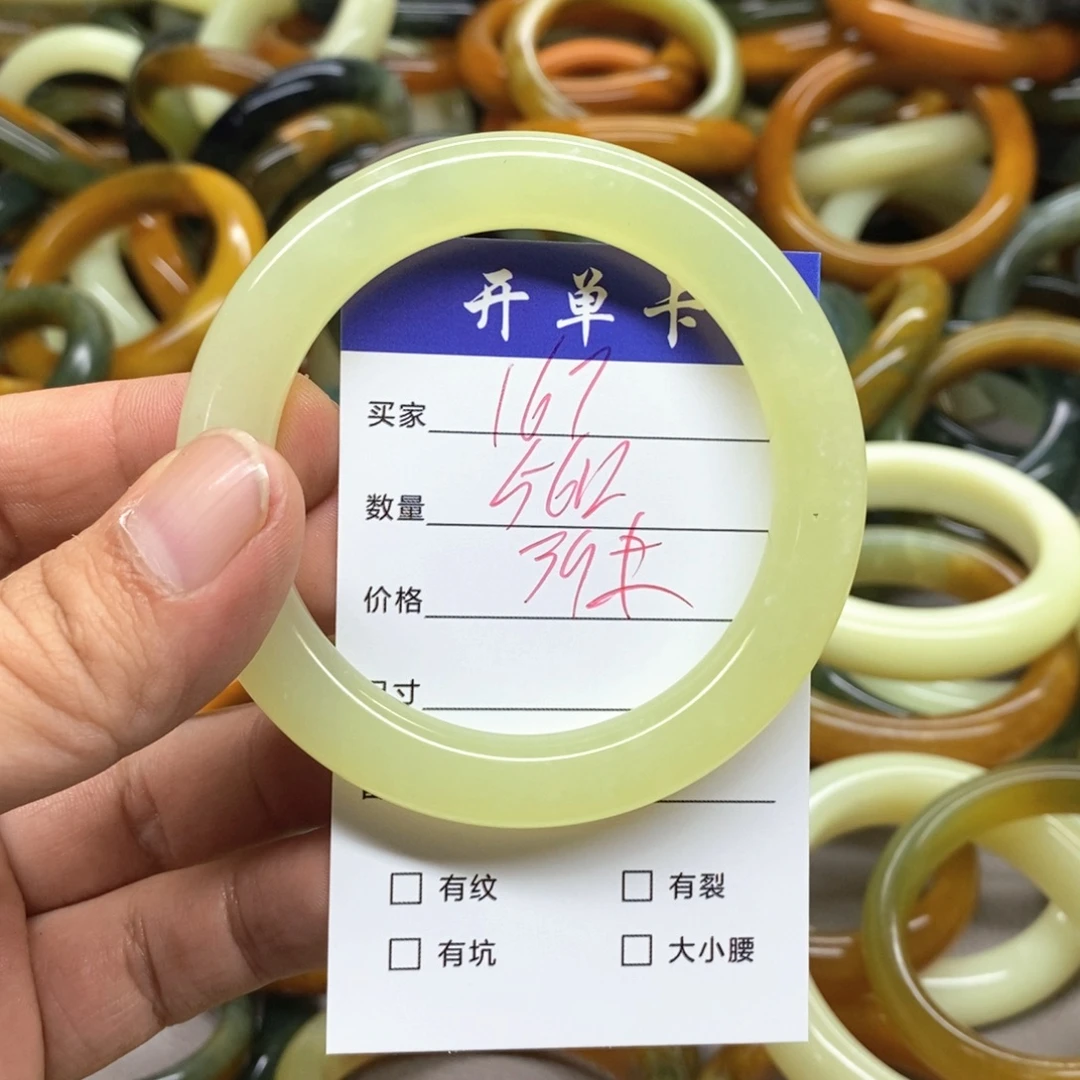 开单卡
买家 167
数量 562
价格 39末
寸
有纹 有裂
有坑 大小腰